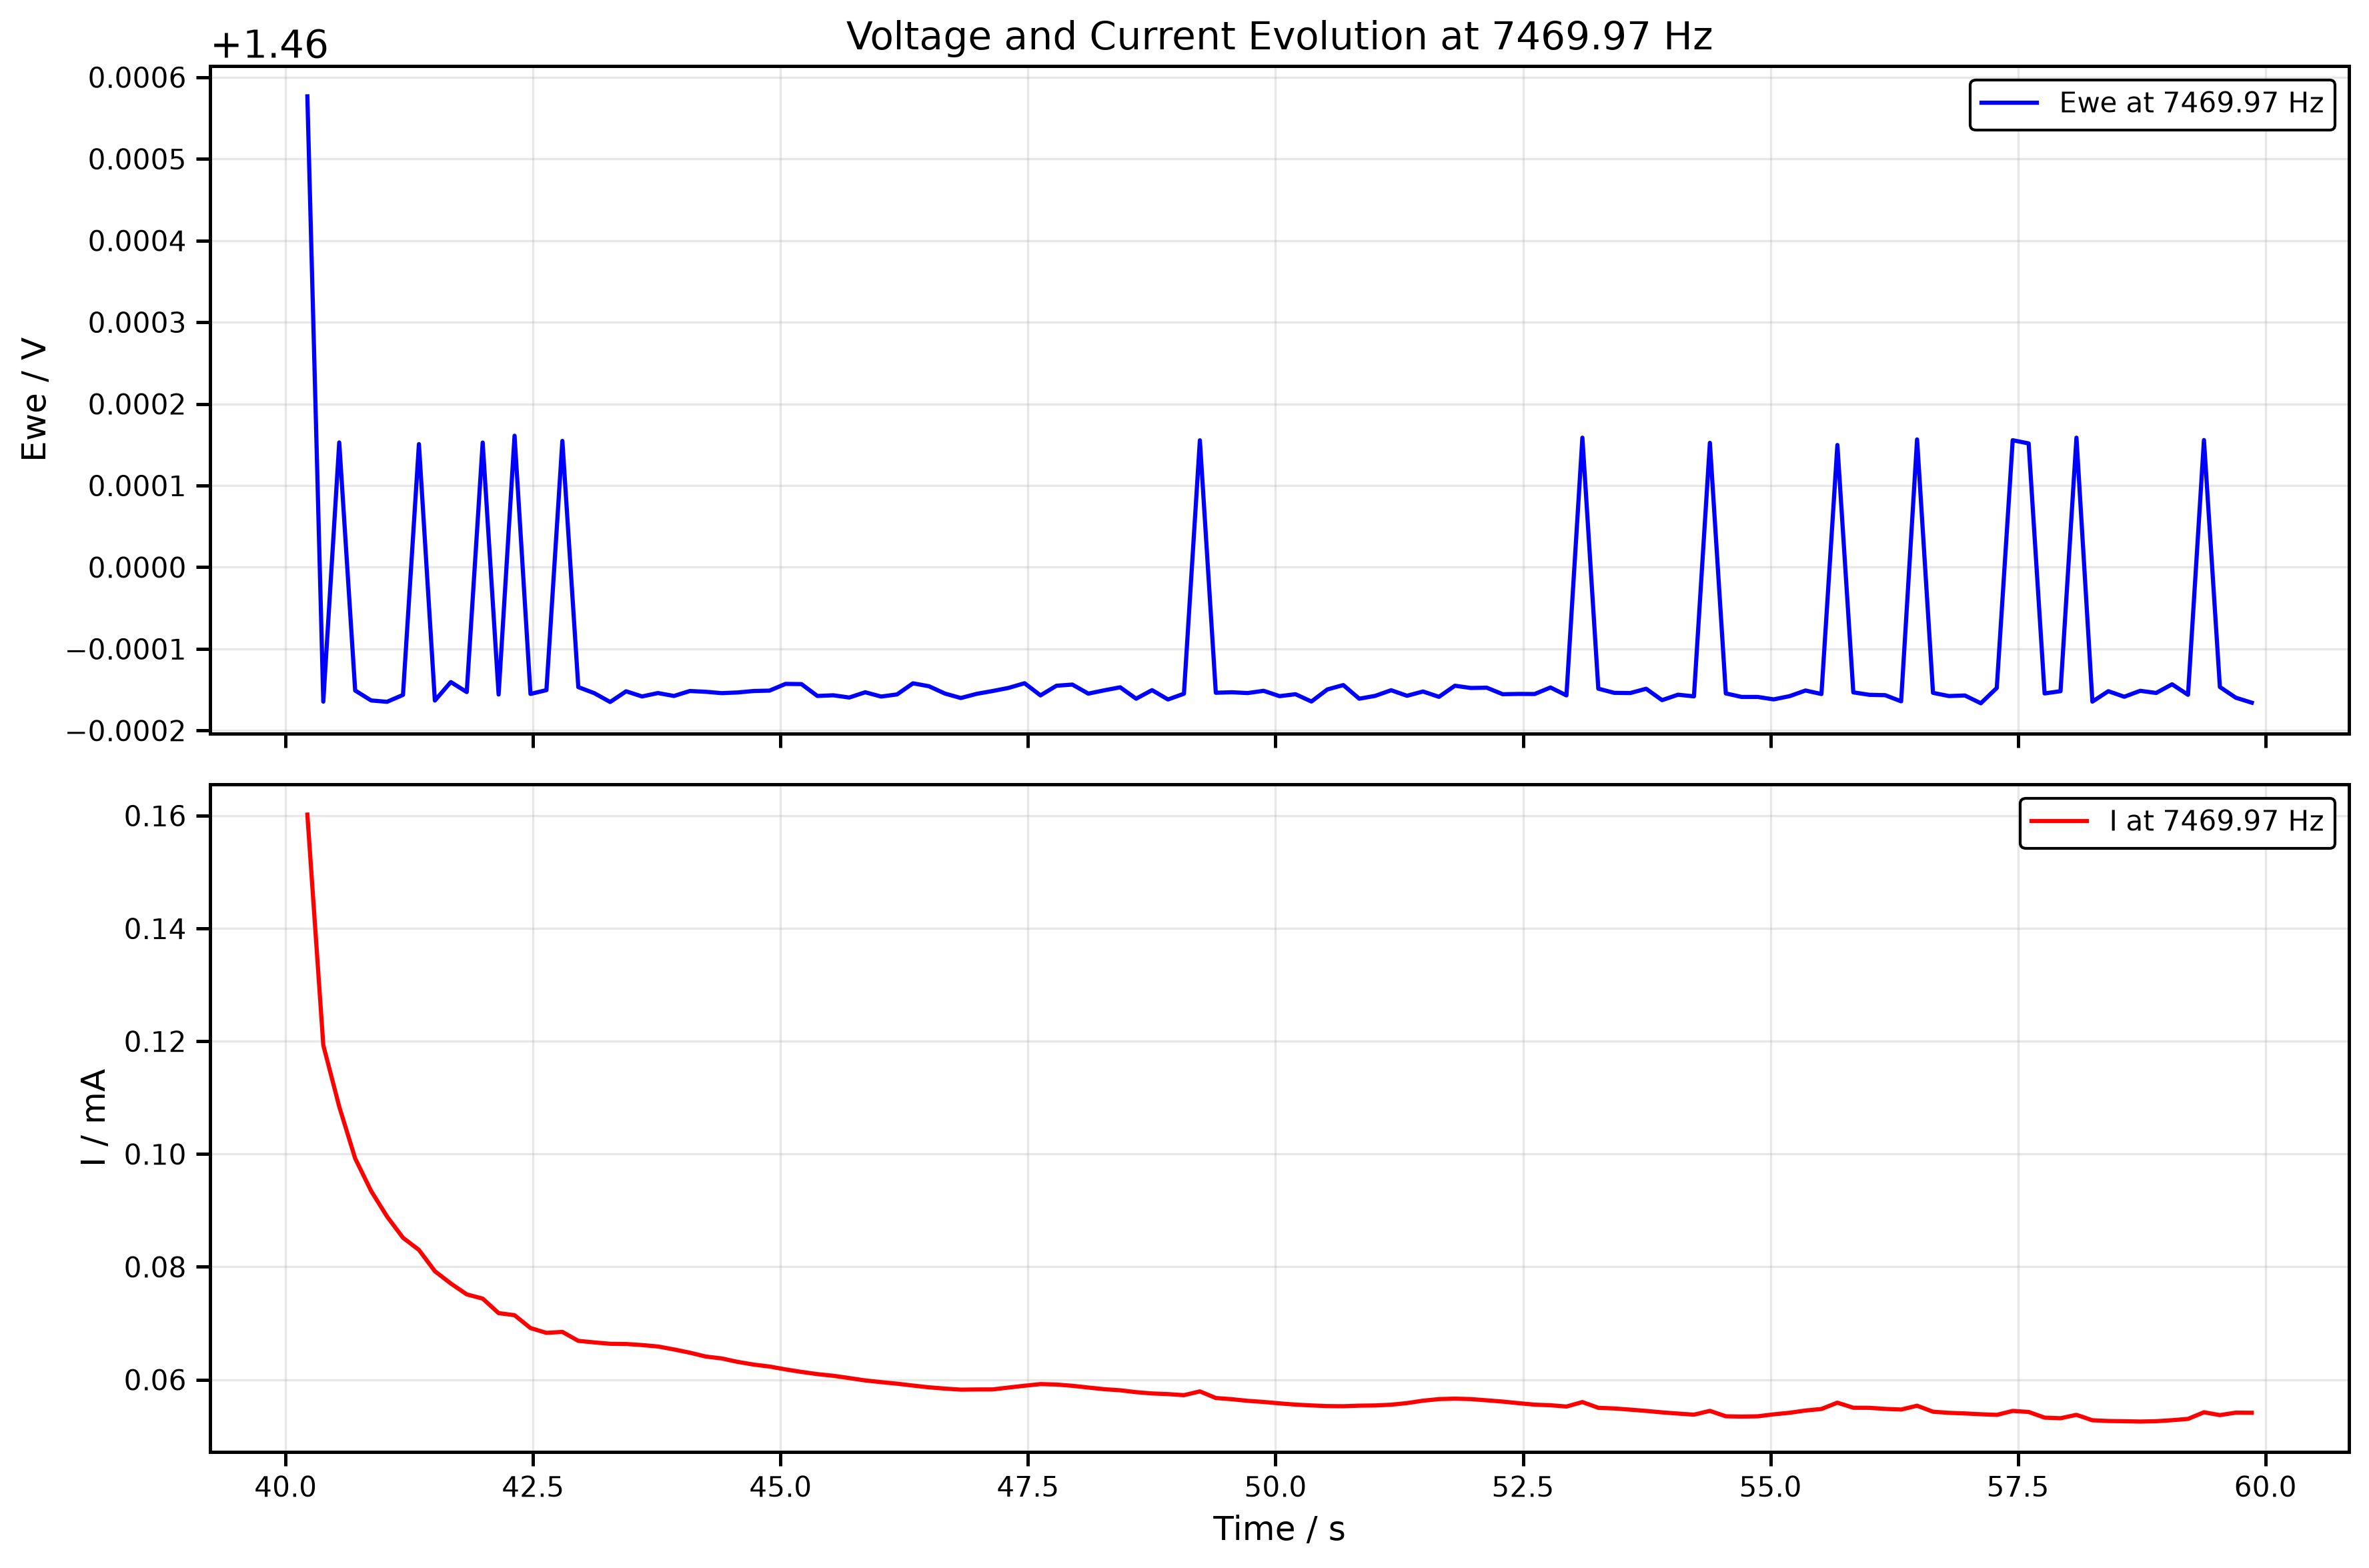 Voltage and Current Evolution at 7469.97 Hz
+1.46
0.0006
0.0005
0.0004
0.0003
0.0002
0.0001
0.0000
−0.0001
−0.0002
Ewe / V
Ewe at 7469.97 Hz
0.16
0.14
0.12
0.10
0.08
0.06
I / mA
I at 7469.97 Hz
40.0 42.5 45.0 47.5 50.0 52.5 55.0 57.5 60.0
Time / s